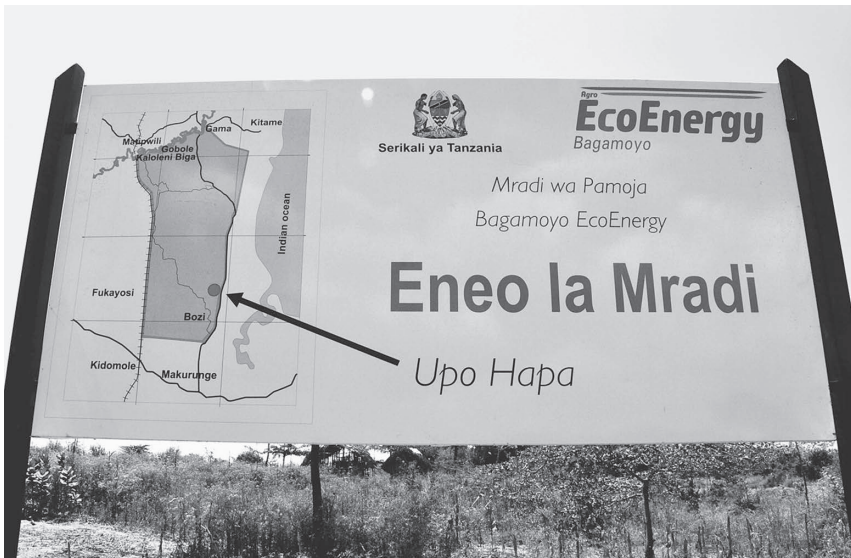 Matipwili
Gama
Kitame
Gobole
Kaloleni Biga
Indian ocean
Fukayosi
Bozi
Kidomole
Makurunge
Serikali ya Tanzania
Agro
EcoEnergy
Bagamoyo
Mradi wa Pamoja
Bagamoyo EcoEnergy
Eneo la Mradi
Upo Hapa